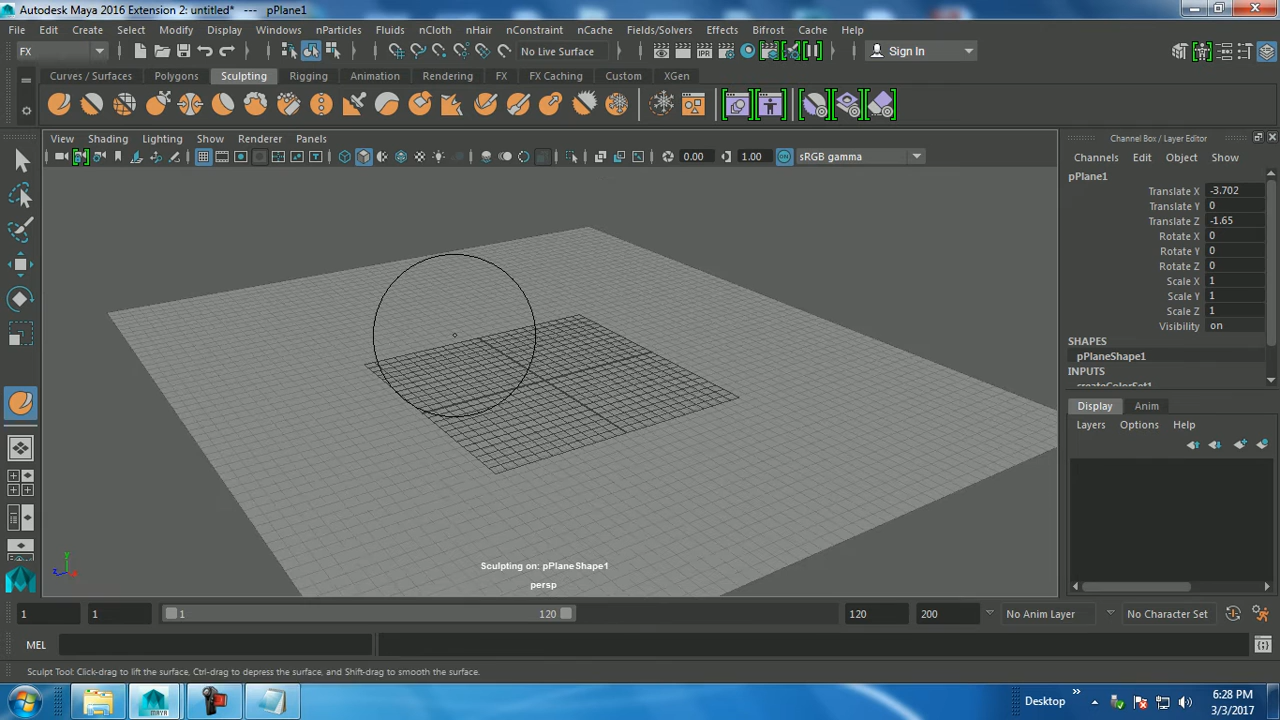 Autodesk Maya 2016 Extension 2: untitled*   ---   pPlane1
File Edit Create Select Modify Display Windows nParticles Fluids nCloth nHair nConstraint nCache Fields/Solvers Effects Bifrost Cache Help
FX No Live Surface Sign In
Curves / Surfaces Polygons Sculpting Rigging Animation Rendering FX FX Caching Custom XGen
View Shading Lighting Show Renderer Panels
0.00 1.00 sRGB gamma
Channel Box / Layer Editor
Channels Edit Object Show
pPlane1
Translate X -3.702
Translate Y 0
Translate Z -1.65
Rotate X 0
Rotate Y 0
Rotate Z 0
Scale X 1
Scale Y 1
Scale Z 1
Visibility on
SHAPES
pPlaneShape1
INPUTS
createColorSet1
Display Anim
Layers Options Help
Sculpting on: pPlaneShape1
persp
y
z x
1 1 1 120 120 200 No Anim Layer No Character Set
MEL
Sculpt Tool: Click-drag to lift the surface, Ctrl-drag to depress the surface, and Shift-drag to smooth the surface.
MAYA
Desktop
6:28 PM
3/3/2017